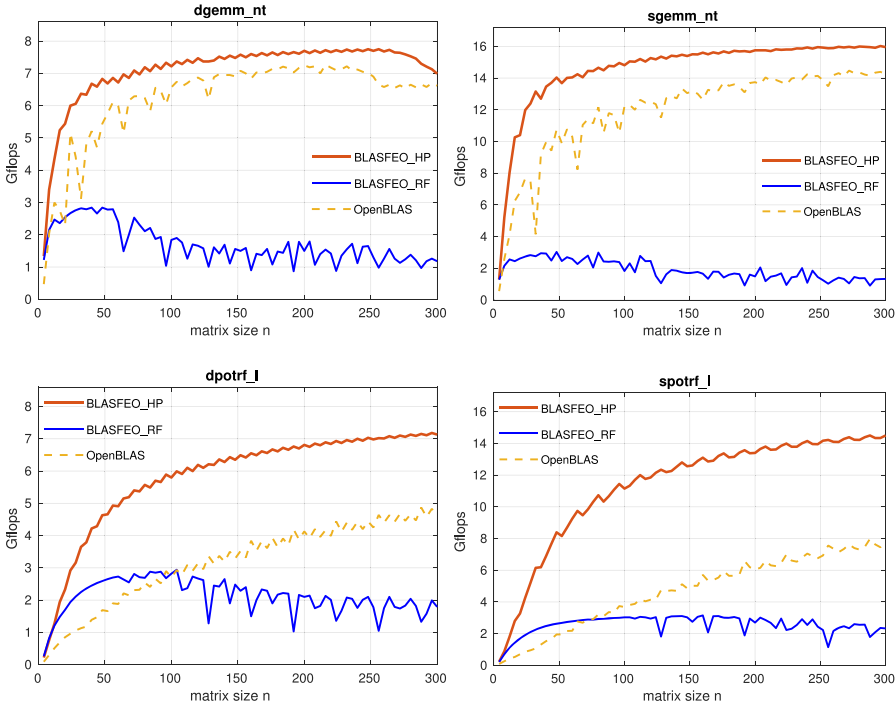 dgemm_nt
8
7
6
5
4
3
2
1
0
Gflops
BLASFEO_HP
BLASFEO_RF
OpenBLAS
0 50 100 150 200 250 300
matrix size n
sgemm_nt
16
14
12
10
8
6
4
2
0
Gflops
BLASFEO_HP
BLASFEO_RF
OpenBLAS
0 50 100 150 200 250 300
matrix size n
dpotrf_l
8
7
6
5
4
3
2
1
0
Gflops
BLASFEO_HP
BLASFEO_RF
OpenBLAS
0 50 100 150 200 250 300
matrix size n
spotrf_l
16
14
12
10
8
6
4
2
0
Gflops
BLASFEO_HP
BLASFEO_RF
OpenBLAS
0 50 100 150 200 250 300
matrix size n